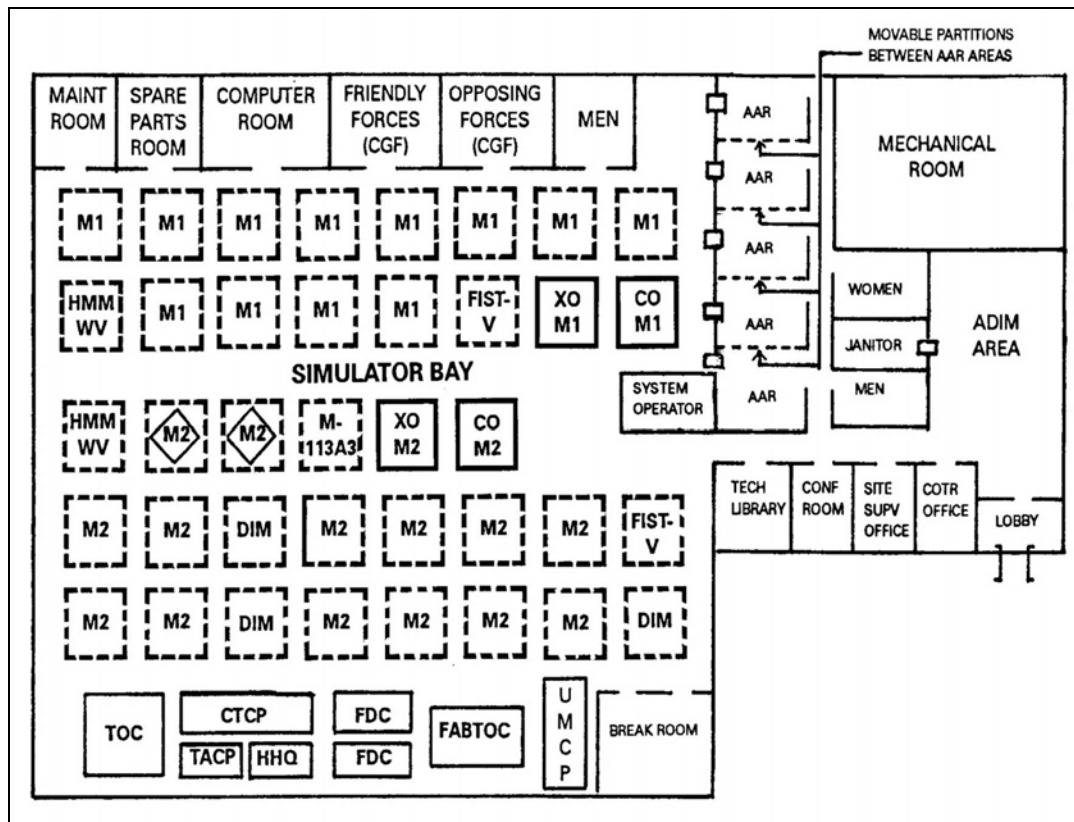 MOVABLE PARTITIONS
BETWEEN AAR AREAS
MAINT
ROOM
SPARE
PARTS
ROOM
COMPUTER
ROOM
FRIENDLY
FORCES
(CGF)
OPPOSING
FORCES
(CGF)
MEN
AAR
AAR
AAR
AAR
AAR
MECHANICAL
ROOM
M1
M1
M1
M1
M1
M1
M1
M1
HMM
WV
M1
M1
M1
M1
FIST-
V
XO
M1
CO
M1
WOMEN
JANITOR
MEN
ADIM
AREA
SIMULATOR BAY
SYSTEM
OPERATOR
HMM
WV
M2
M2
M-
113A3
XO
M2
CO
M2
TECH
LIBRARY
CONF
ROOM
SITE
SUPV
OFFICE
COTR
OFFICE
LOBBY
M2
M2
DIM
M2
M2
M2
M2
FIST-
V
M2
M2
DIM
M2
M2
M2
M2
DIM
TOC
CTCP
TACP
HHQ
FDC
FDC
FABTOC
U
M
C
P
BREAK ROOM